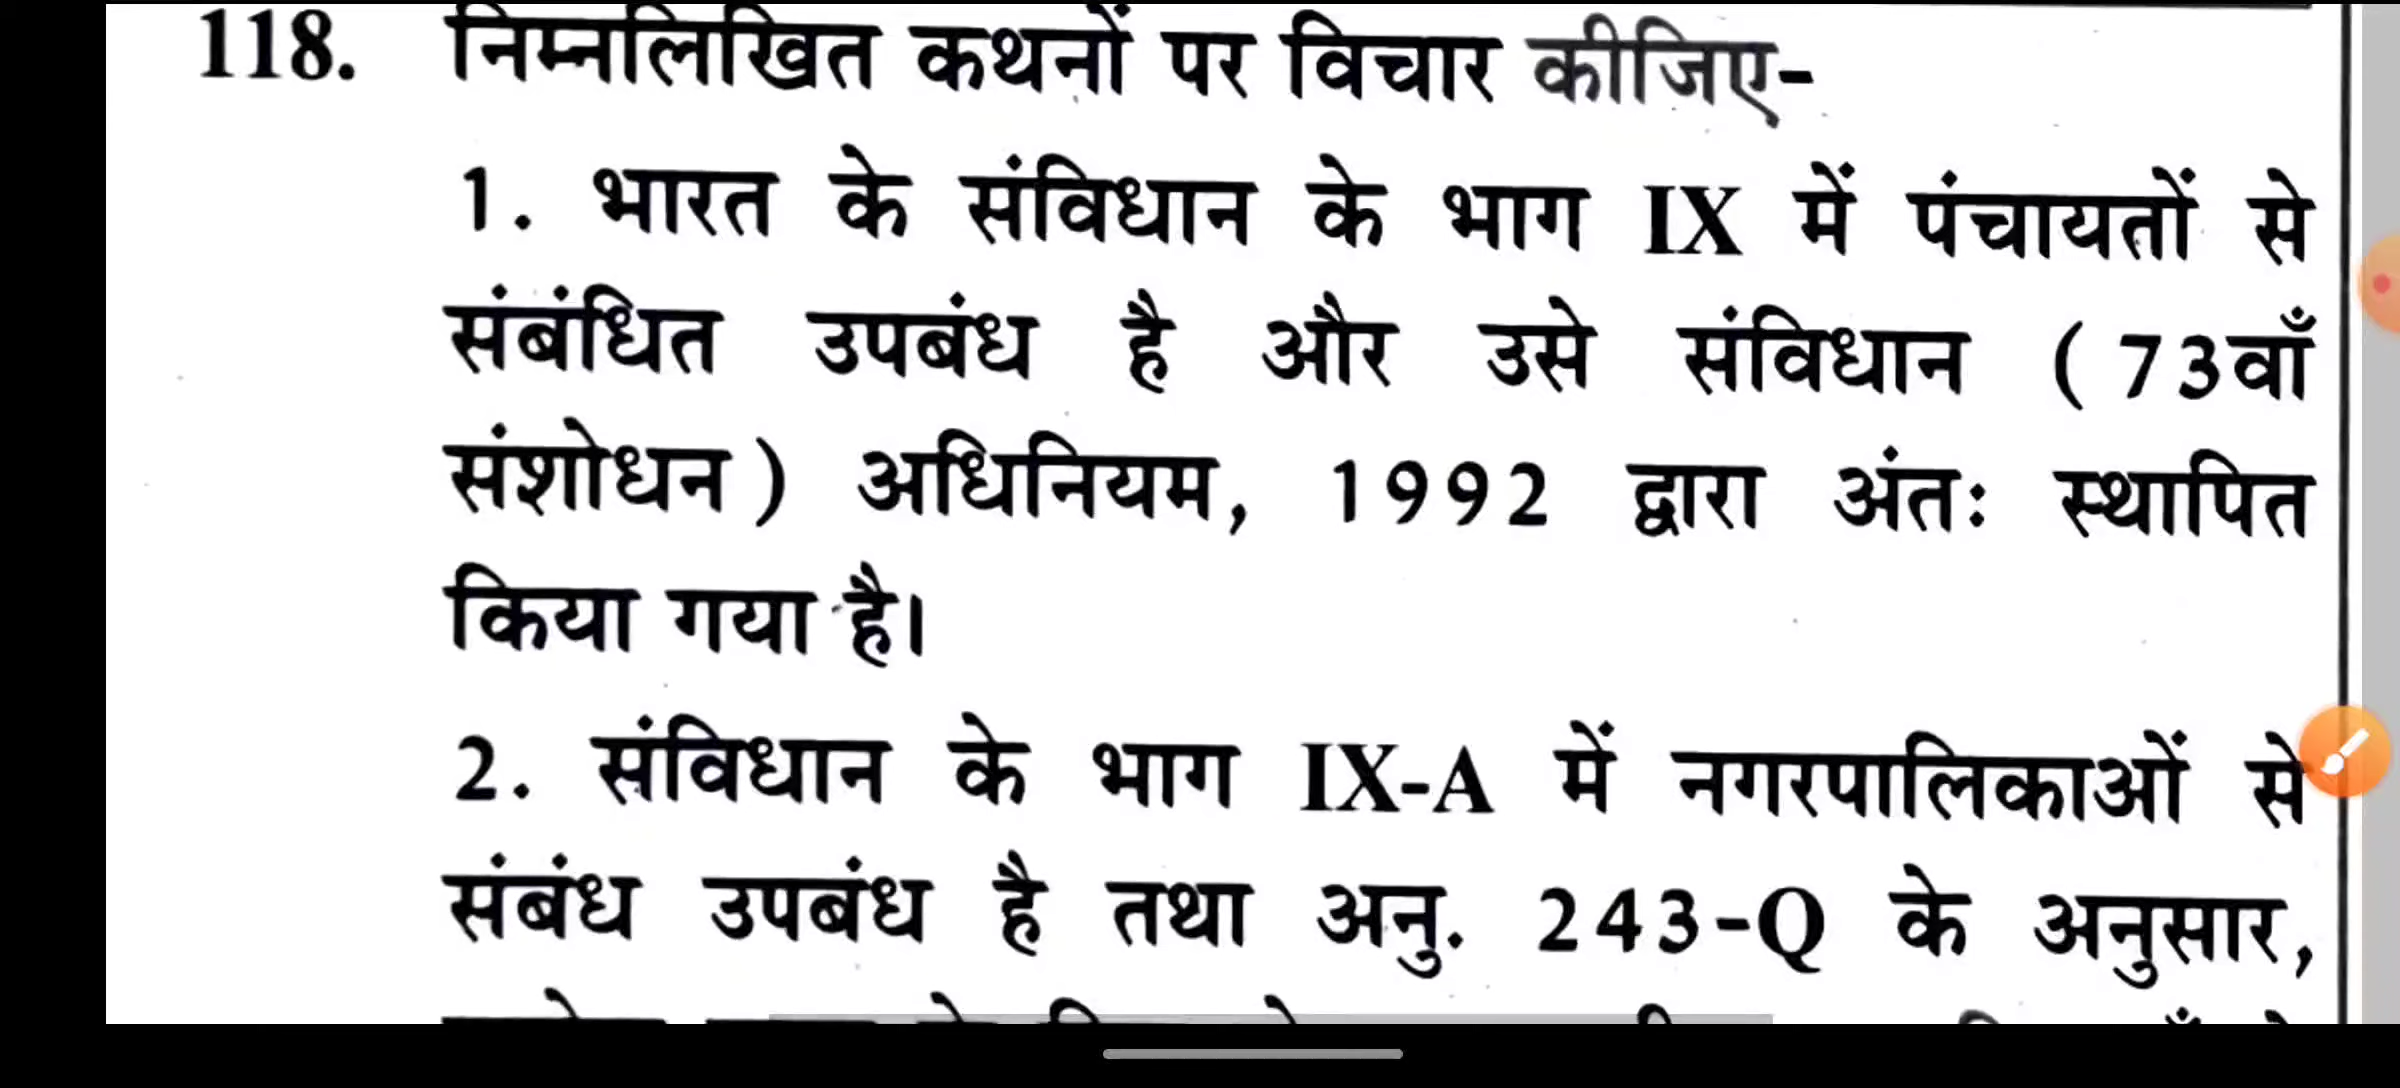 118. निम्नलिखित कथनों पर विचार कीजिए-
1. भारत के संविधान के भाग IX में पंचायतों से
संबंधित उपबंध है और उसे संविधान (73वाँ
संशोधन) अधिनियम, 1992 द्वारा अंतः स्थापित
किया गया है।
2. संविधान के भाग IX-A में नगरपालिकाओं से
संबंध उपबंध है तथा अनु. 243-Q के अनुसार,